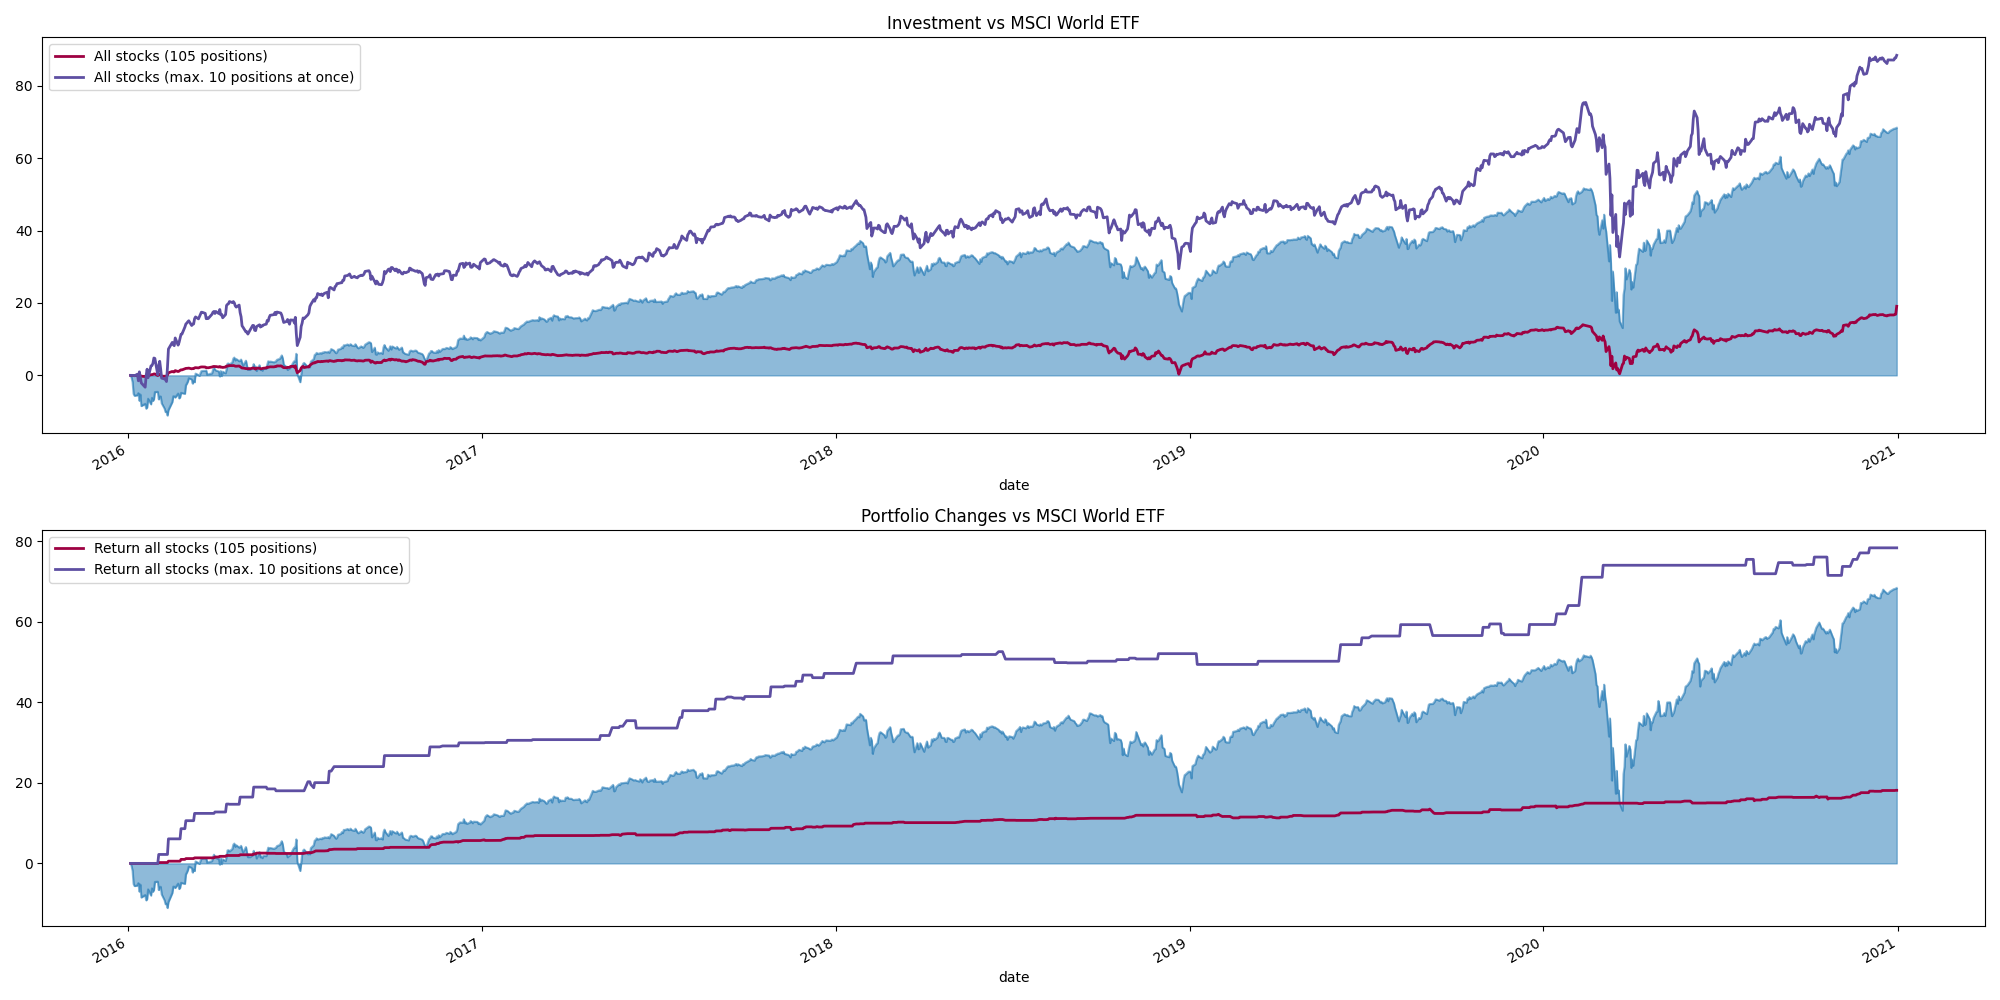 Investment vs MSCI World ETF
All stocks (105 positions)
All stocks (max. 10 positions at once)
80
60
40
20
0
2016 2017 2018 2019 2020 2021
date
Portfolio Changes vs MSCI World ETF
Return all stocks (105 positions)
Return all stocks (max. 10 positions at once)
80
60
40
20
0
2016 2017 2018 2019 2020 2021
date